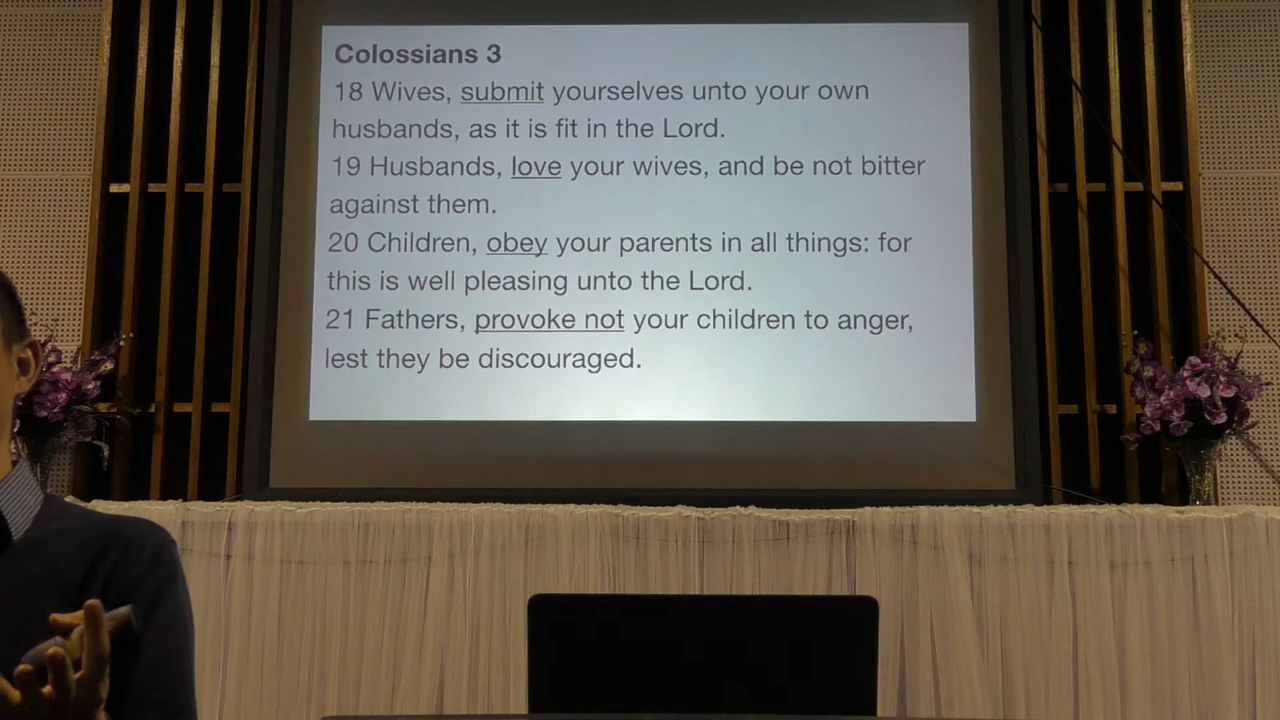 Colossians 3
18 Wives, submit yourselves unto your own
husbands, as it is fit in the Lord.
19 Husbands, love your wives, and be not bitter
against them.
20 Children, obey your parents in all things: for
this is well pleasing unto the Lord.
21 Fathers, provoke not your children to anger,
lest they be discouraged.